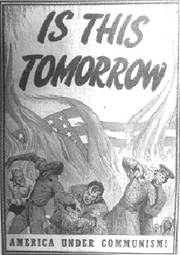 IS THIS
TOMORROW
AMERICA UNDER COMMUNISM!